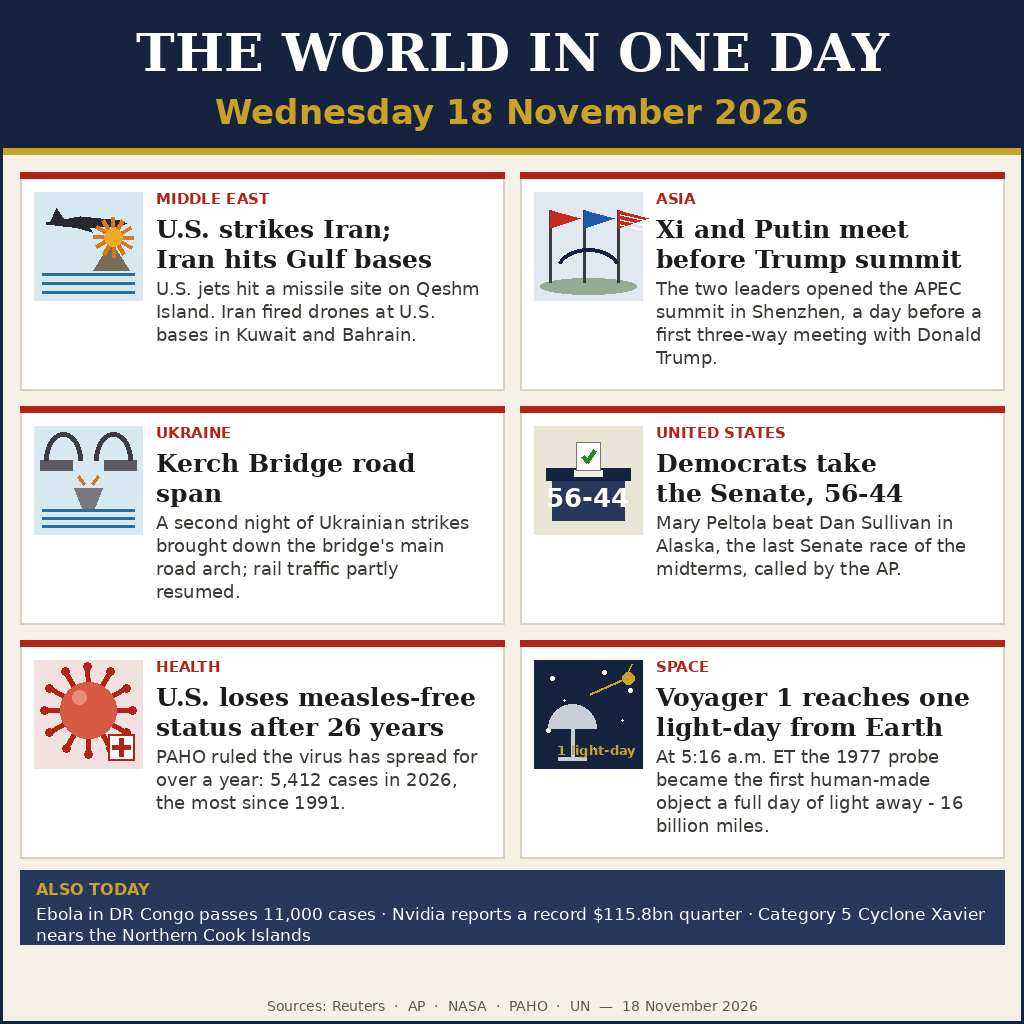 THE WORLD IN ONE DAY
Wednesday 18 November 2026
MIDDLE EAST
U.S. strikes Iran;
Iran hits Gulf bases
U.S. jets hit a missile site on Qeshm
Island. Iran fired drones at U.S.
bases in Kuwait and Bahrain.
ASIA
Xi and Putin meet
before Trump summit
The two leaders opened the APEC
summit in Shenzhen, a day before a
first three-way meeting with Donald
Trump.
UKRAINE
Kerch Bridge road
span
A second night of Ukrainian strikes
brought down the bridge's main
road arch; rail traffic partly
resumed.
56-44
UNITED STATES
Democrats take
the Senate, 56-44
Mary Peltola beat Dan Sullivan in
Alaska, the last Senate race of the
midterms, called by the AP.
HEALTH
U.S. loses measles-free
status after 26 years
PAHO ruled the virus has spread for
over a year: 5,412 cases in 2026,
the most since 1991.
1 light-day
SPACE
Voyager 1 reaches one
light-day from Earth
At 5:16 a.m. ET the 1977 probe
became the first human-made
object a full day of light away - 16
billion miles.
ALSO TODAY
Ebola in DR Congo passes 11,000 cases · Nvidia reports a record $115.8bn quarter · Category 5 Cyclone Xavier
nears the Northern Cook Islands
Sources: Reuters · AP · NASA · PAHO · UN — 18 November 2026